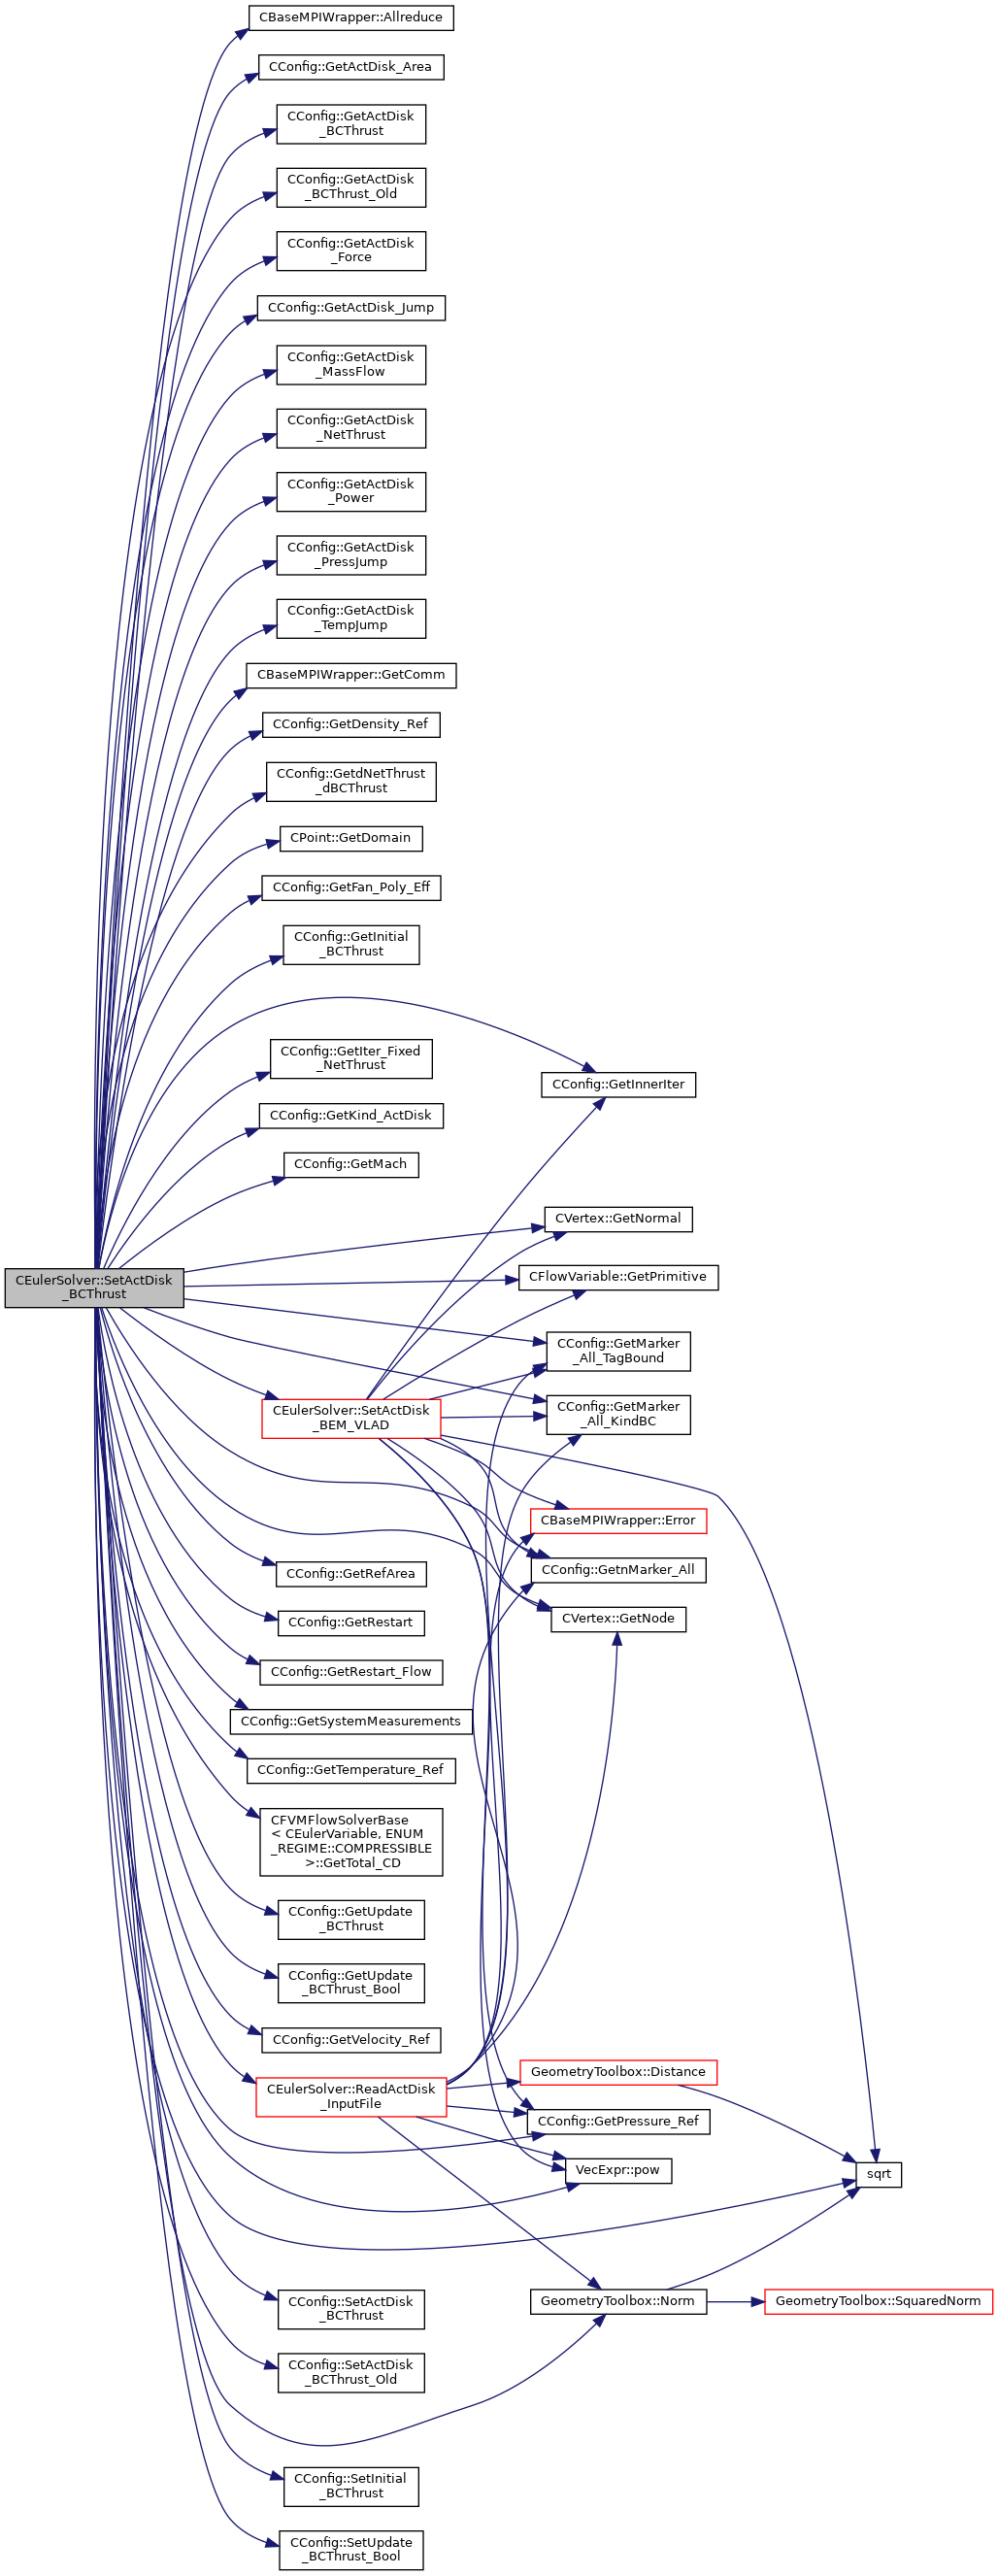 CBaseMPIWrapper::Allreduce
CConfig::GetActDisk_Area
CConfig::GetActDisk
_BCThrust
CConfig::GetActDisk
_BCThrust_Old
CConfig::GetActDisk
_Force
CConfig::GetActDisk_Jump
CConfig::GetActDisk
_MassFlow
CConfig::GetActDisk
_NetThrust
CConfig::GetActDisk
_Power
CConfig::GetActDisk
_PressJump
CConfig::GetActDisk
_TempJump
CBaseMPIWrapper::GetComm
CConfig::GetDensity_Ref
CConfig::GetdNetThrust
_dBCThrust
CPoint::GetDomain
CConfig::GetFan_Poly_Eff
CConfig::GetInitial
_BCThrust
CConfig::GetIter_Fixed
_NetThrust
CConfig::GetInnerIter
CConfig::GetKind_ActDisk
CConfig::GetMach
CVertex::GetNormal
CEulerSolver::SetActDisk
_BCThrust
CFlowVariable::GetPrimitive
CConfig::GetMarker
_All_TagBound
CEulerSolver::SetActDisk
_BEM_VLAD
CConfig::GetMarker
_All_KindBC
CBaseMPIWrapper::Error
CConfig::GetRefArea
CConfig::GetnMarker_All
CConfig::GetRestart
CVertex::GetNode
CConfig::GetRestart_Flow
CConfig::GetSystemMeasurements
CConfig::GetTemperature_Ref
CFVMFlowSolverBase
< CEulerVariable, ENUM
_REGIME::COMPRESSIBLE
>::GetTotal_CD
CConfig::GetUpdate
_BCThrust
CConfig::GetUpdate
_BCThrust_Bool
CConfig::GetVelocity_Ref
CEulerSolver::ReadActDisk
_InputFile
GeometryToolbox::Distance
CConfig::GetPressure_Ref
VecExpr::pow
sqrt
CConfig::SetActDisk
_BCThrust
GeometryToolbox::Norm
GeometryToolbox::SquaredNorm
CConfig::SetActDisk
_BCThrust_Old
CConfig::SetInitial
_BCThrust
CConfig::SetUpdate
_BCThrust_Bool